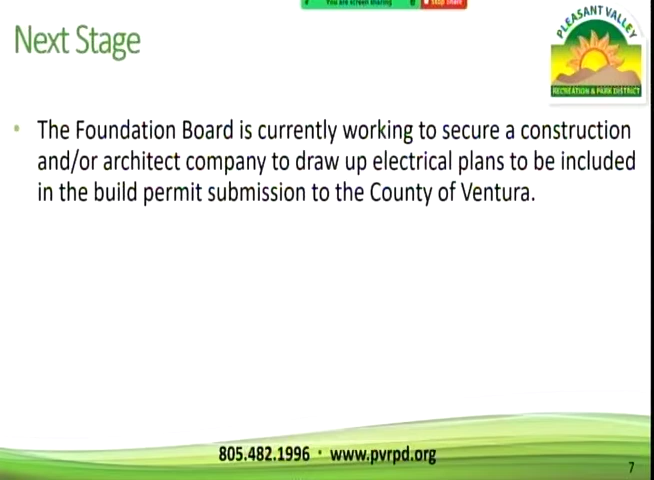 You are screen sharing
Stop Share
Next Stage
PLEASANT VALLEY
RECREATION & PARK DISTRICT
• The Foundation Board is currently working to secure a construction
and/or architect company to draw up electrical plans to be included
in the build permit submission to the County of Ventura.
805.482.1996 · www.pvrpd.org
7